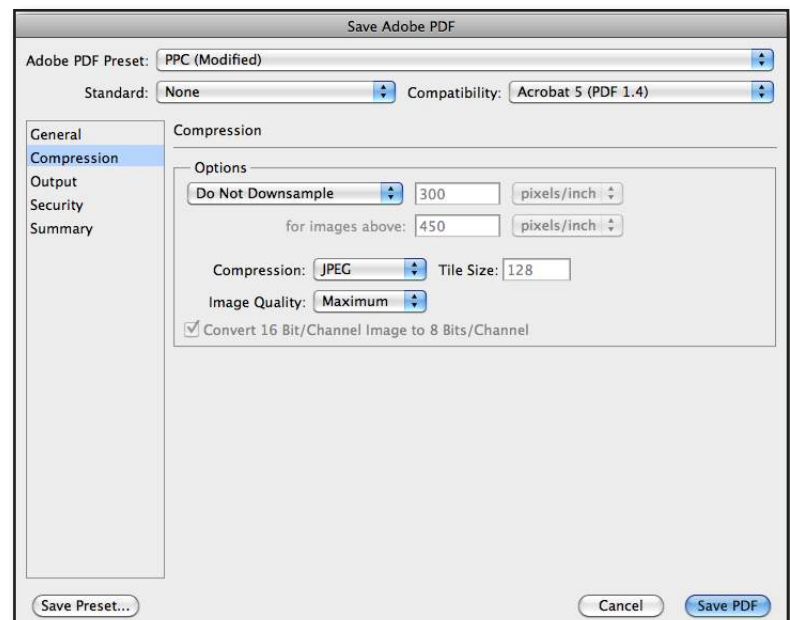 Save Adobe PDF
Adobe PDF Preset: PPC (Modified)
Standard: None Compatibility: Acrobat 5 (PDF 1.4)
General
Compression
Output
Security
Summary
Compression
Options
Do Not Downsample 300 pixels/inch
for images above: 450 pixels/inch
Compression: JPEG Tile Size: 128
Image Quality: Maximum
Convert 16 Bit/Channel Image to 8 Bits/Channel
Save Preset... Cancel Save PDF